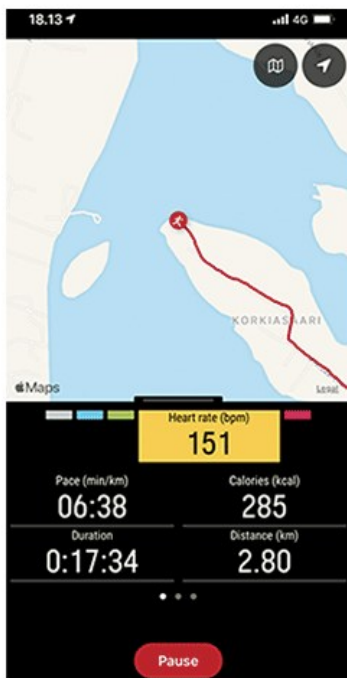 18.13
4G
KORKIASAARI
Maps
Legal
Heart rate (bpm)
151
Pace (min/km)
Calories (kcal)
06:38
285
Duration
Distance (km)
0:17:34
2.80
Pause